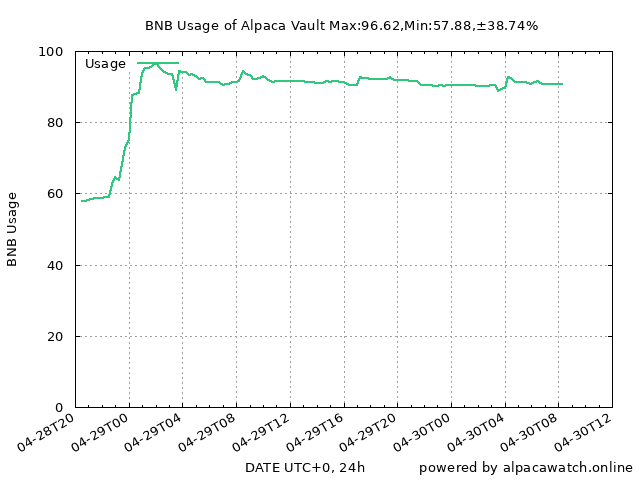 BNB Usage of Alpaca Vault Max:96.62,Min:57.88,±38.74%
Usage
100
80
60
40
20
0
BNB Usage
04-28T20
04-29T00
04-29T04
04-29T08
04-29T12
04-29T16
04-29T20
04-30T00
04-30T04
04-30T08
04-30T12
DATE UTC+0, 24h
powered by alpacawatch.online